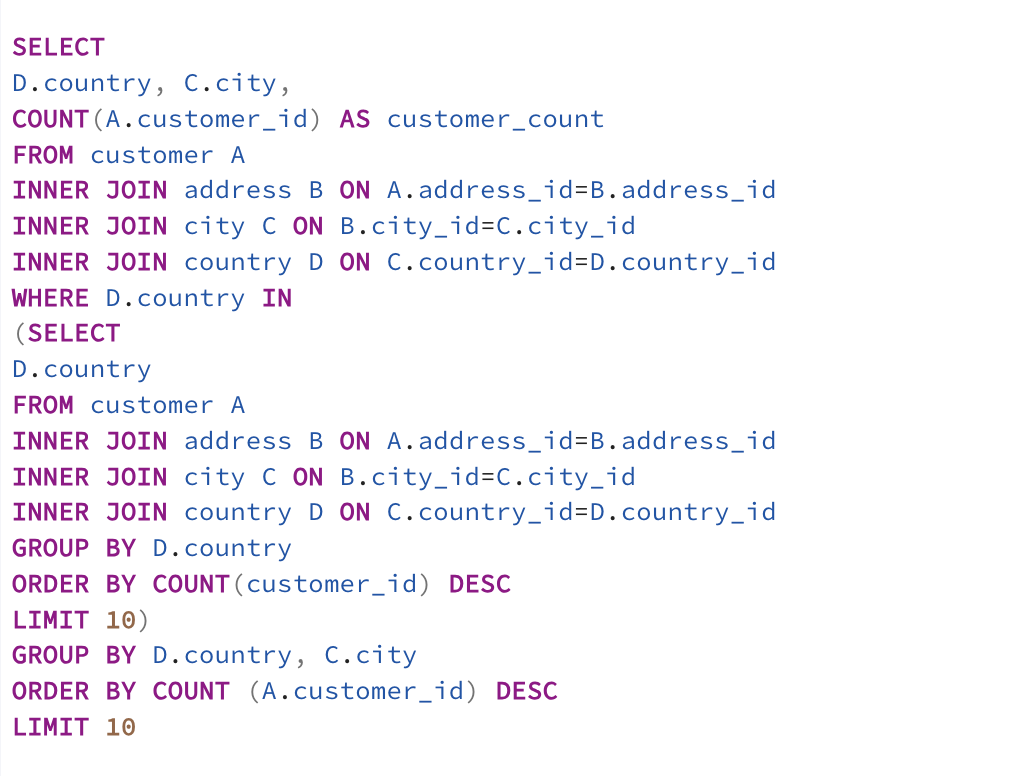 SELECT
D.country, C.city,
COUNT(A.customer_id) AS customer_count
FROM customer A
INNER JOIN address B ON A.address_id=B.address_id
INNER JOIN city C ON B.city_id=C.city_id
INNER JOIN country D ON C.country_id=D.country_id
WHERE D.country IN
(SELECT
D.country
FROM customer A
INNER JOIN address B ON A.address_id=B.address_id
INNER JOIN city C ON B.city_id=C.city_id
INNER JOIN country D ON C.country_id=D.country_id
GROUP BY D.country
ORDER BY COUNT(customer_id) DESC
LIMIT 10)
GROUP BY D.country, C.city
ORDER BY COUNT (A.customer_id) DESC
LIMIT 10